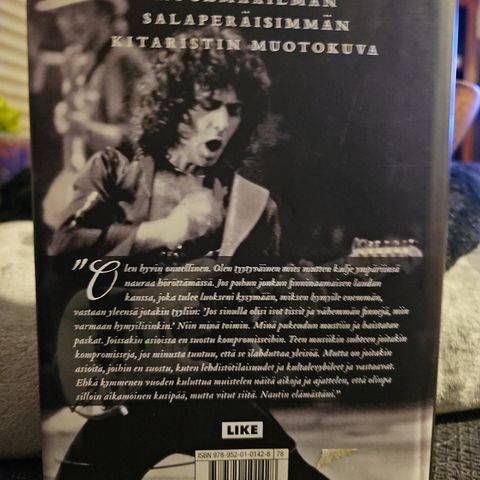 SALAPERÄISIMMÄN
KITARISTIN MUOTOKUVA
"Olen hyvin onnellinen. Olen tyytyväinen mies mutten kulje ympäriinsä
nauraa höröttämässä. Jos puhun jonkun finninaamaisen landan
kanssa, joka tulee luokseni kysymään, miksen hymyile enemmän,
vastaan yleensä jotakin tyyliin: 'Jos sinulla olisi isot tissit ja vähemmän finnejä, niin
varmaan hymyilisinkin.' Niin minä toimin. Minä pukeudun mustiin ja haistatan
paskat. Joissakin asioissa en suostu kompromisseihin. Teen musiikin suhteen joitakin
kompromisseja, jos minusta tuntuu, että se ilahduttaa yleisöä. Mutta on joitakin
asioita, joihin en suostu, kuten lehdistötilaisuudet ja kultalevybileet ja vastaavat.
Ehkä kymmenen vuoden kuluttua muistelen näitä aikoja ja ajattelen, että olinpa
silloin aikamoinen kusipää, mutta vitut siitä. Nautin elämästäni."
LIKE
ISBN 978-952-01-0142-8 78